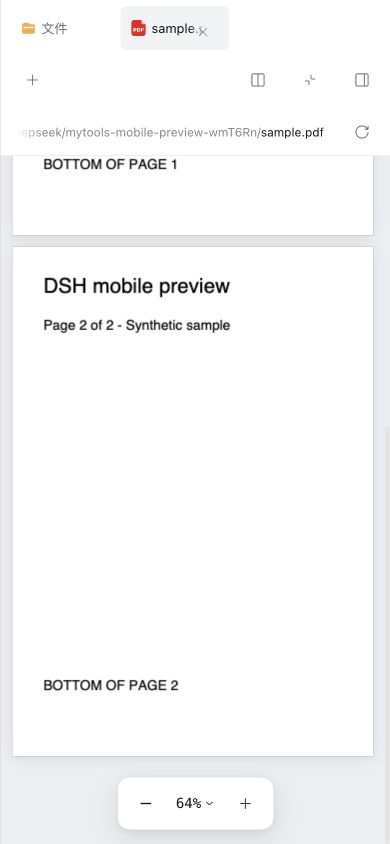 文件
sample.
epseek/mytools-mobile-preview-wmT6Rn/sample.pdf
BOTTOM OF PAGE 1
DSH mobile preview
Page 2 of 2 - Synthetic sample
BOTTOM OF PAGE 2
64%